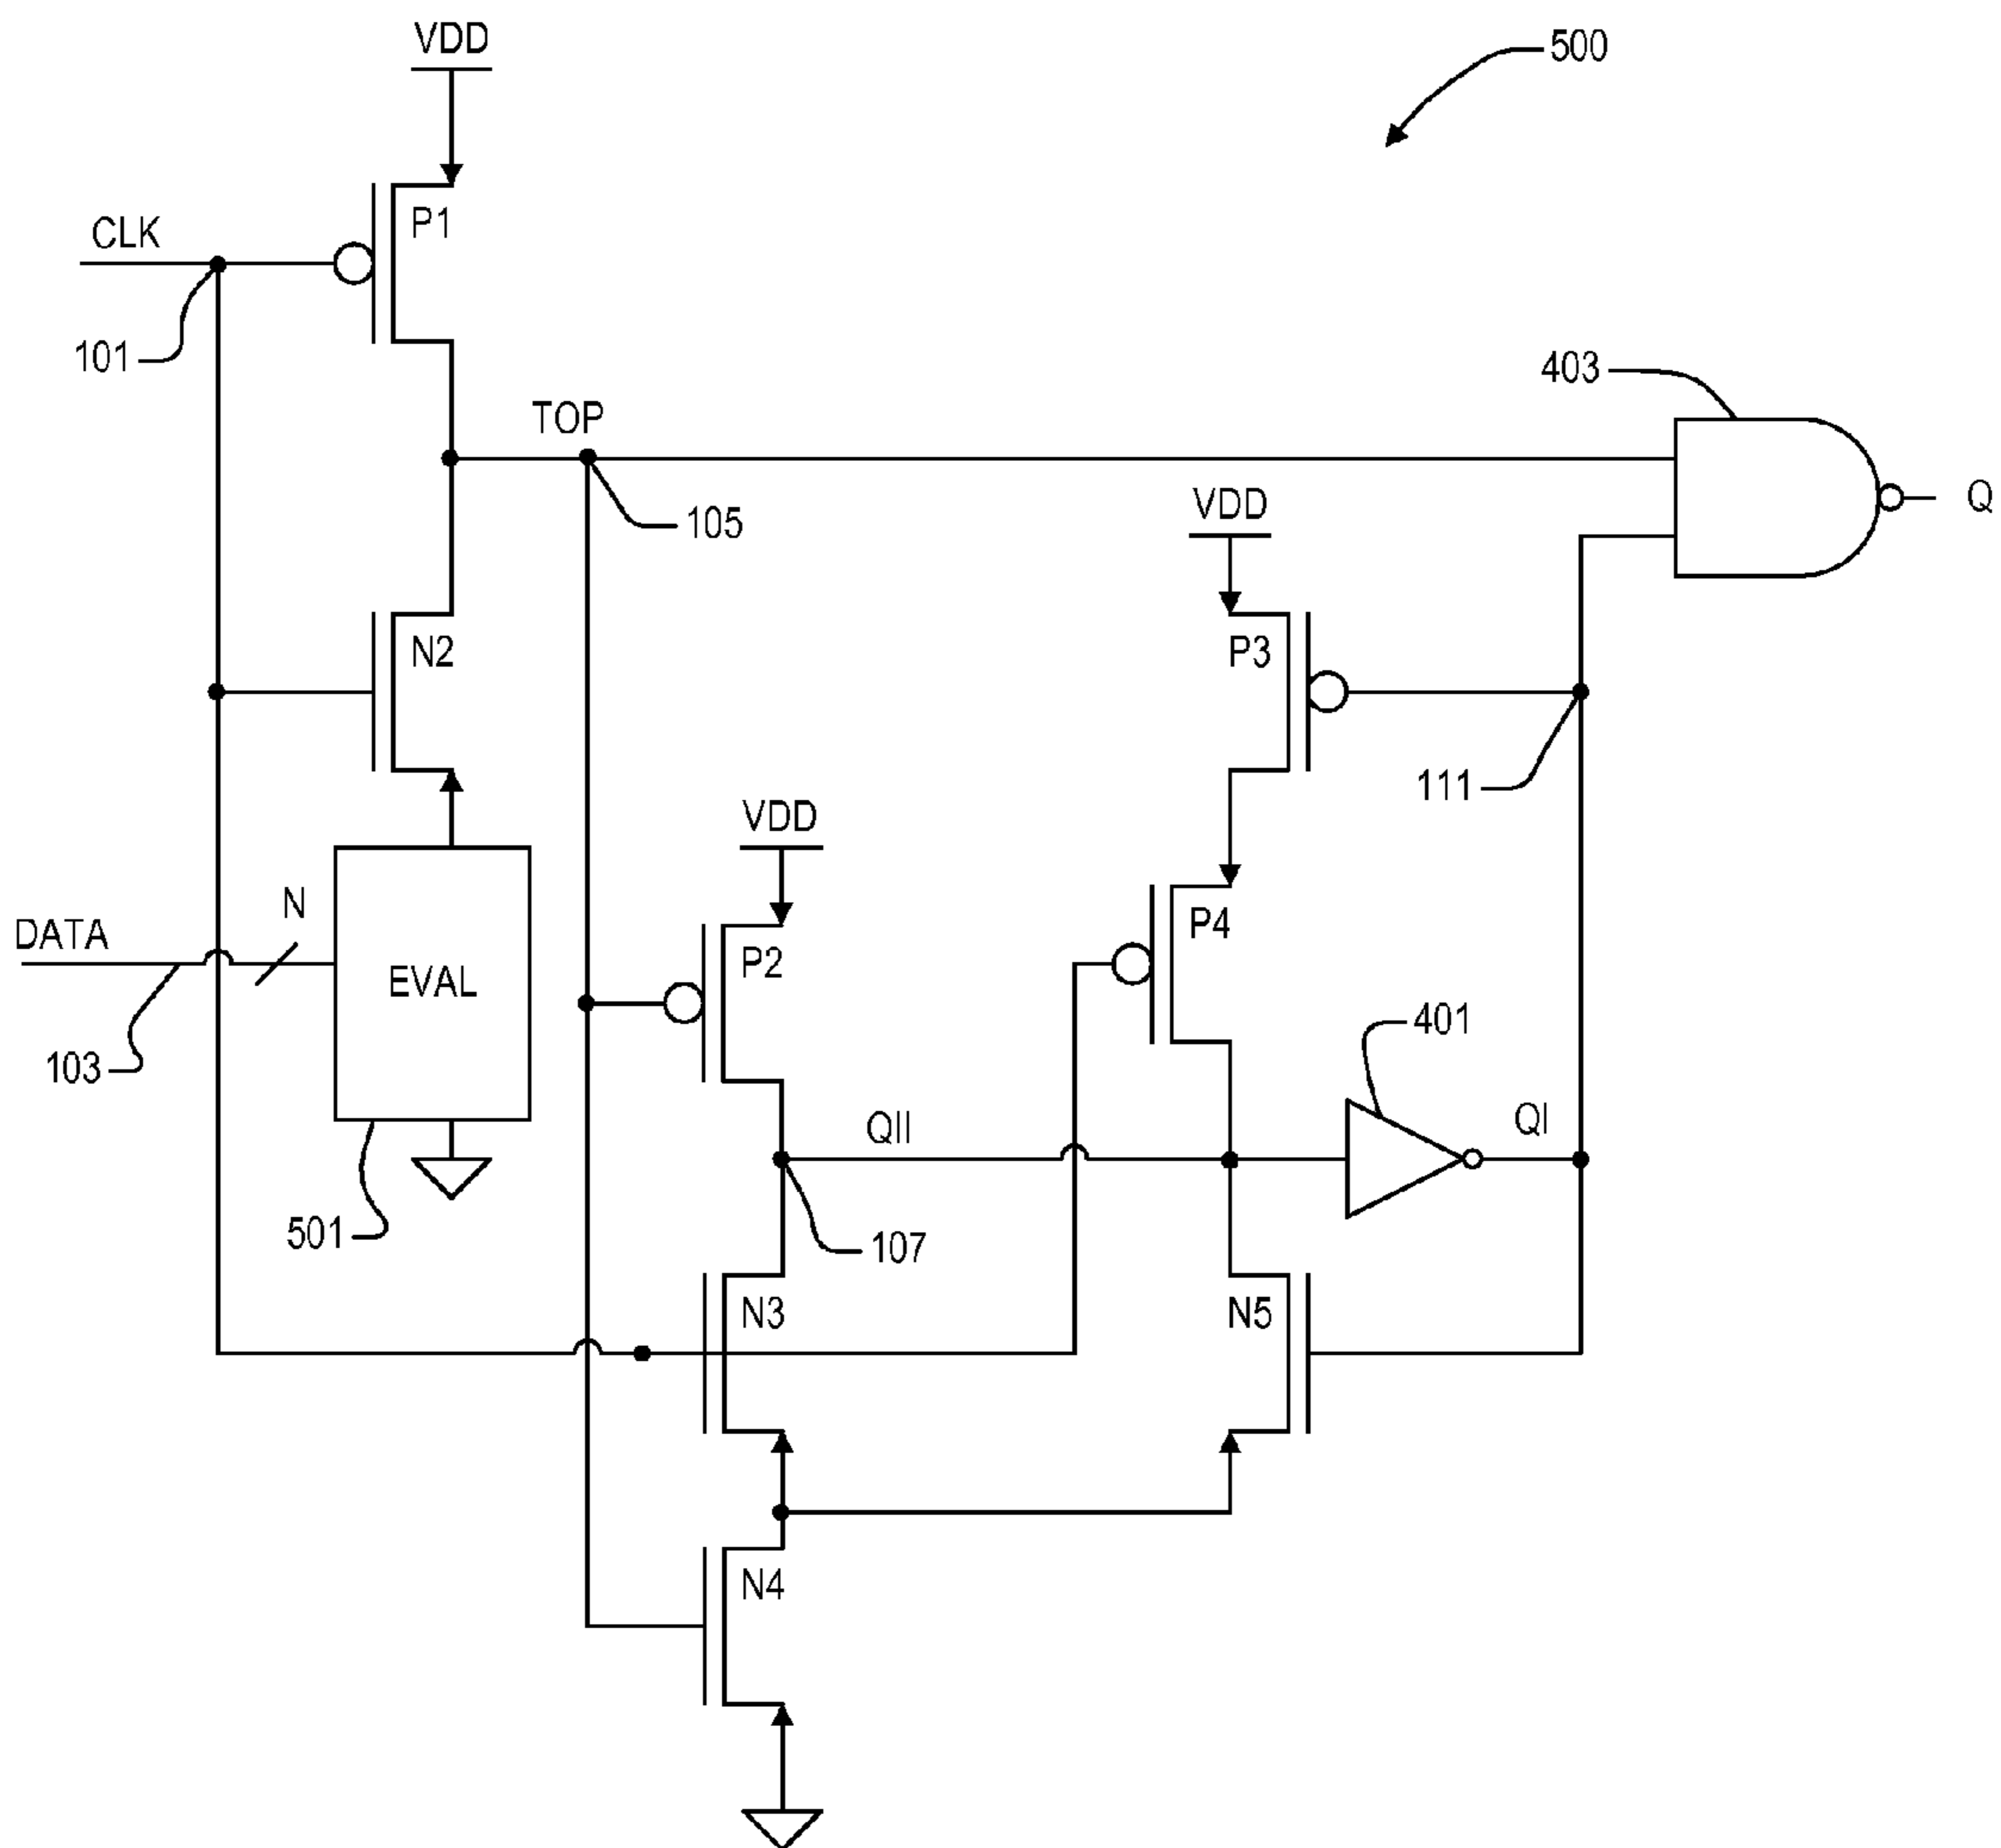 VDD
500
P1
CLK
101
403
TOP
VDD
Q
105
N2
P3
111
VDD
N
DATA
P4
P2
EVAL
401
103
QII
QI
501
107
N3
N5
N4